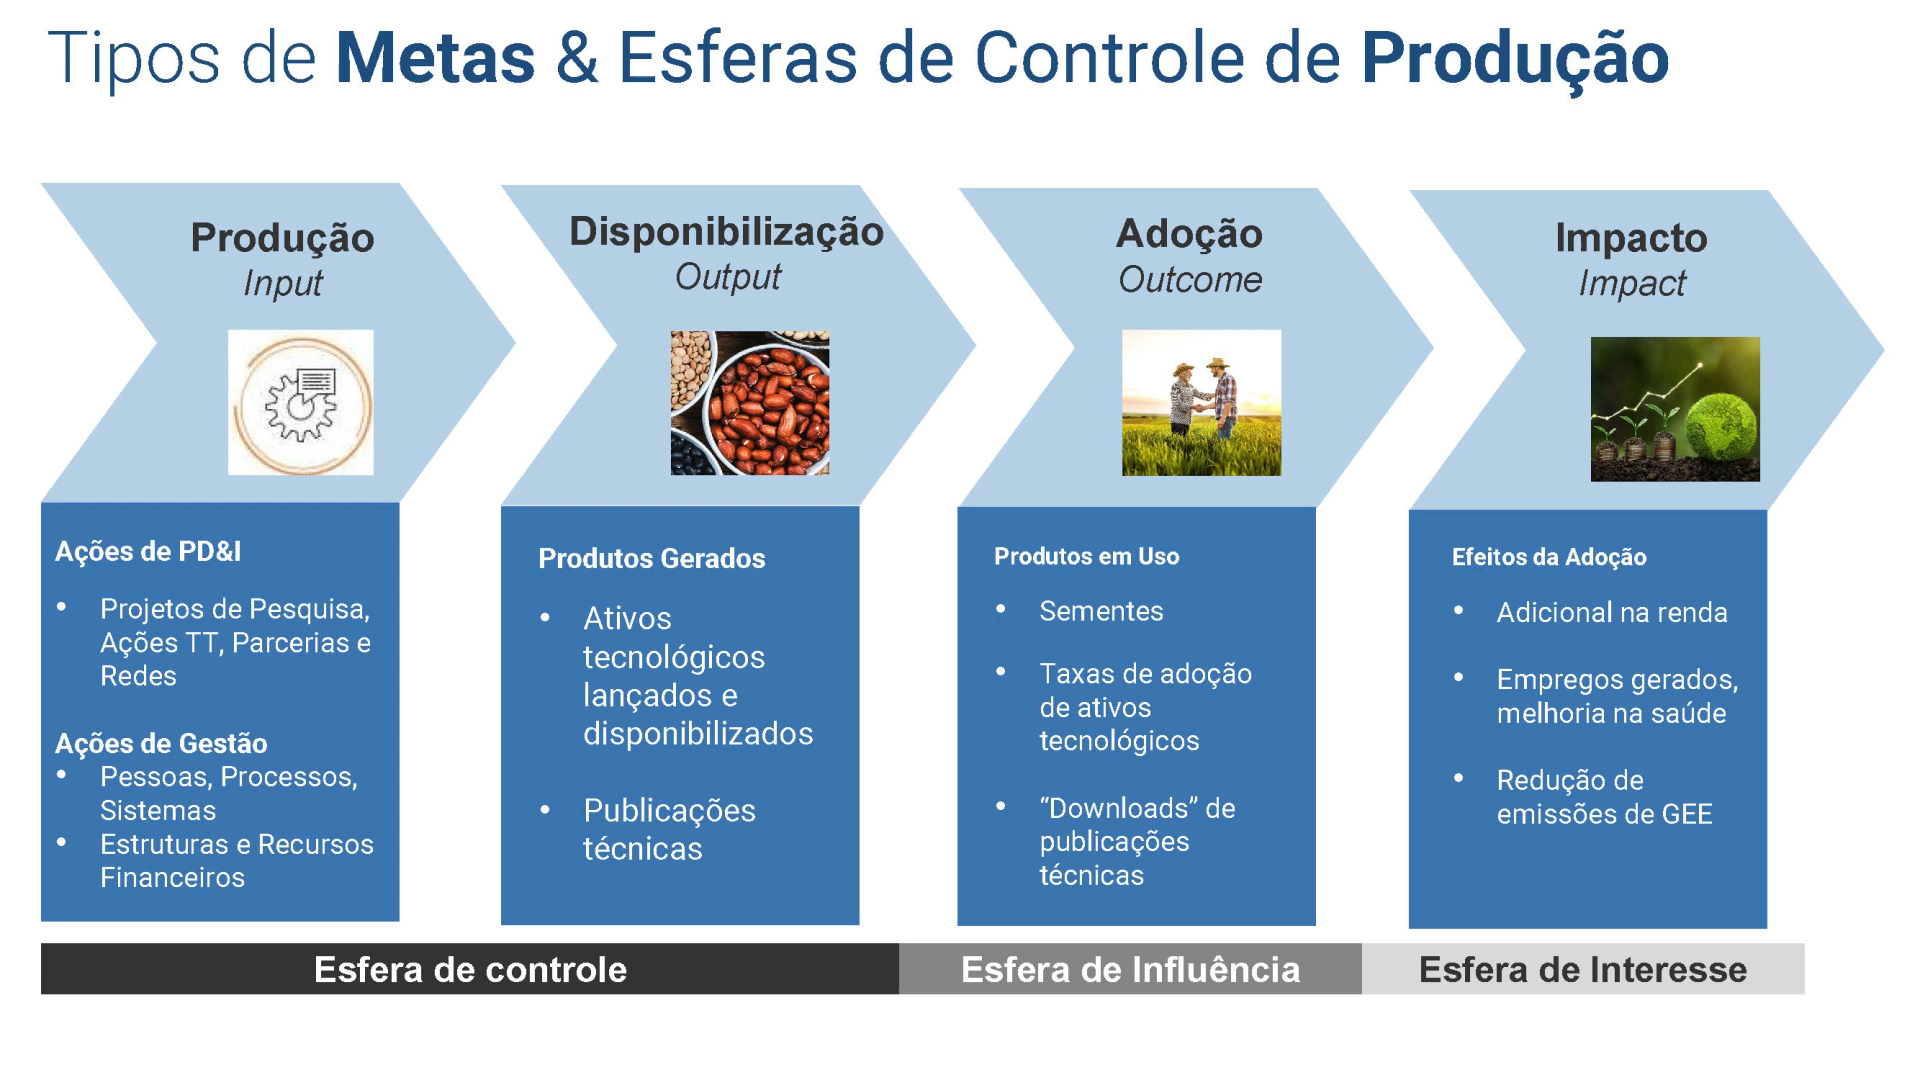 Tipos de Metas & Esferas de Controle de Produção
Produção
Input
Ações de PD&I
• Projetos de Pesquisa,
Ações TT, Parcerias e
Redes
Ações de Gestão
• Pessoas, Processos,
Sistemas
• Estruturas e Recursos
Financeiros
Disponibilização
Output
Produtos Gerados
• Ativos
tecnológicos
lançados e
disponibilizados
• Publicações
técnicas
Adoção
Outcome
Produtos em Uso
• Sementes
• Taxas de adoção
de ativos
tecnológicos
• “Downloads” de
publicações
técnicas
Impacto
Impact
Efeitos da Adoção
• Adicional na renda
• Empregos gerados,
melhoria na saúde
• Redução de
emissões de GEE
Esfera de controle
Esfera de Influência
Esfera de Interesse